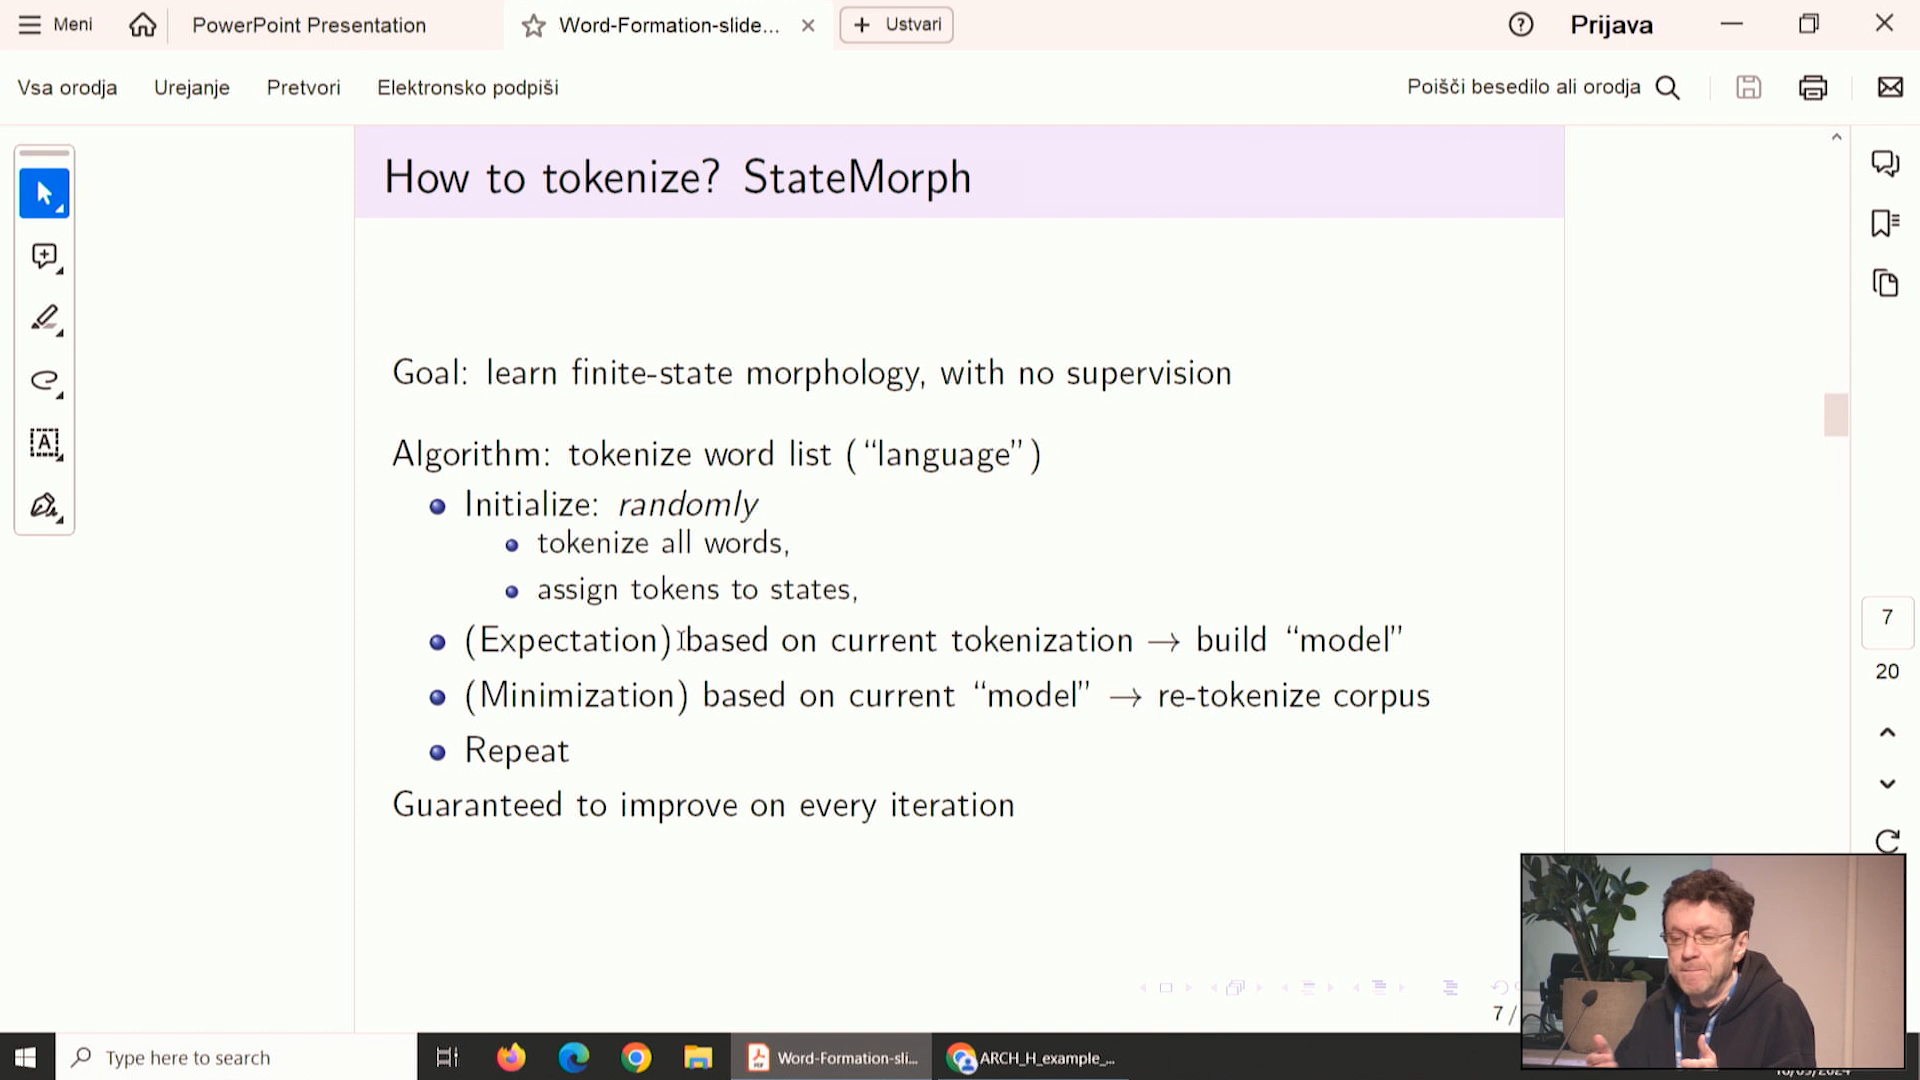 Meni
PowerPoint Presentation
Word-Formation-slide...
Ustvari
Prijava
Vsa orodja
Urejanje
Pretvori
Elektronsko podpiši
Poišči besedilo ali orodja
How to tokenize? StateMorph
Goal: learn finite-state morphology, with no supervision
Algorithm: tokenize word list (“language”)
Initialize: randomly
tokenize all words,
assign tokens to states,
(Expectation) based on current tokenization → build “model”
(Minimization) based on current “model” → re-tokenize corpus
Repeat
Guaranteed to improve on every iteration
7
20
7 /
Type here to search
Word-Formation-sli...
ARCH_H_example_...